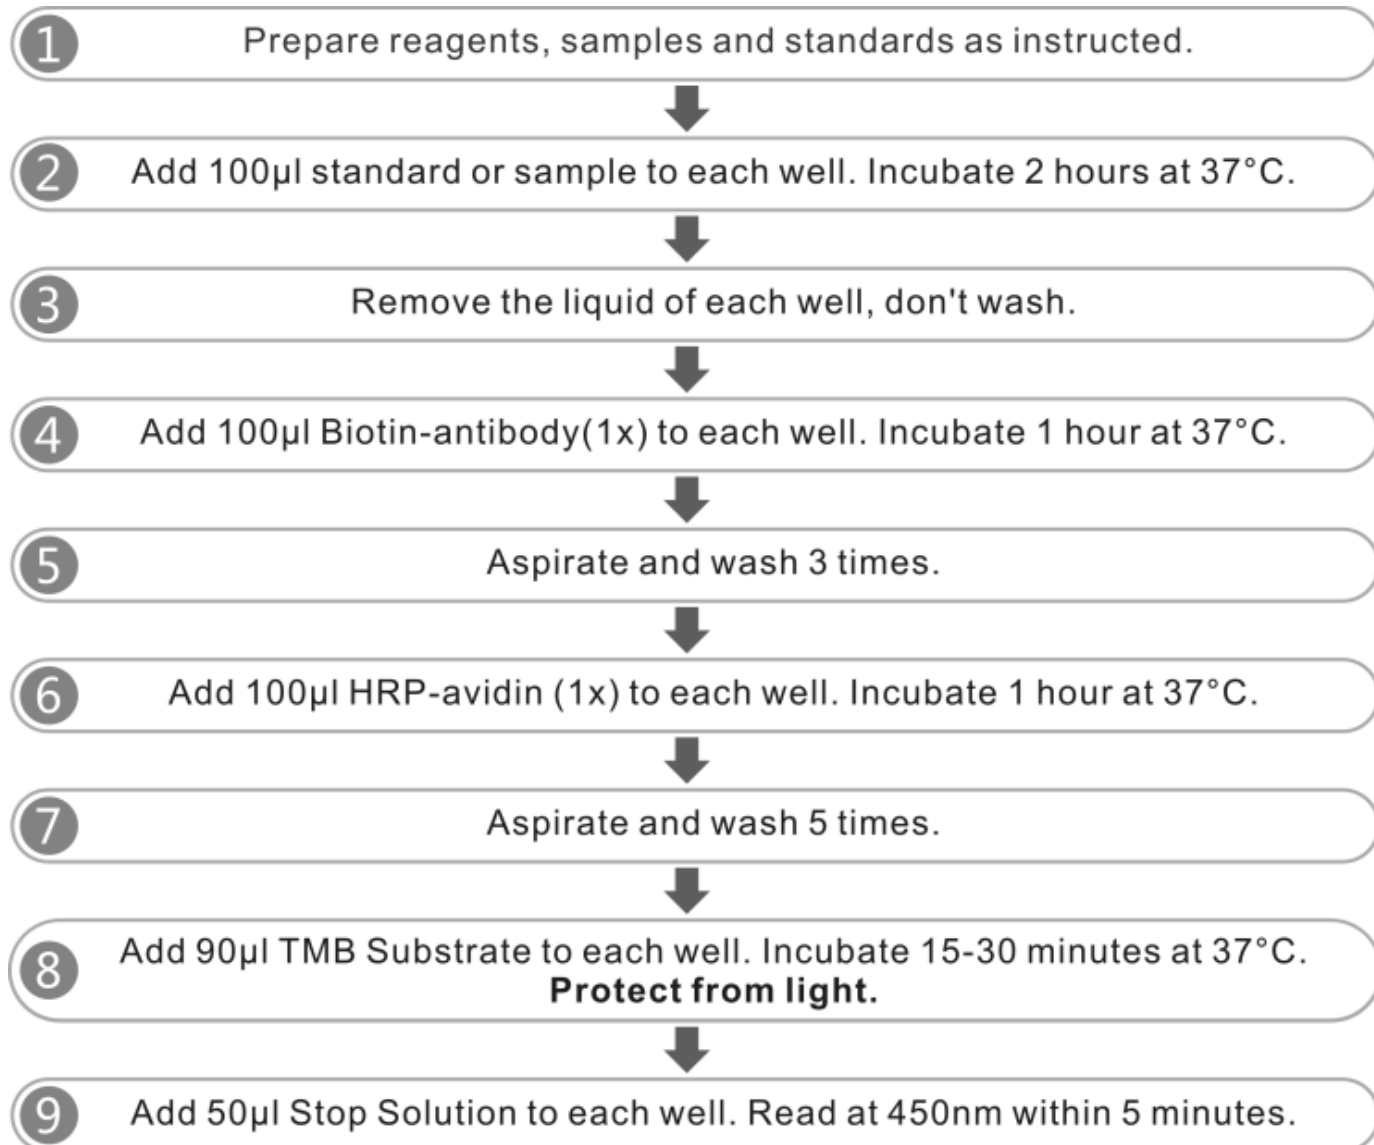 1 Prepare reagents, samples and standards as instructed.
2 Add 100μl standard or sample to each well. Incubate 2 hours at 37°C.
3 Remove the liquid of each well, don't wash.
4 Add 100μl Biotin-antibody(1x) to each well. Incubate 1 hour at 37°C.
5 Aspirate and wash 3 times.
6 Add 100μl HRP-avidin (1x) to each well. Incubate 1 hour at 37°C.
7 Aspirate and wash 5 times.
8 Add 90μl TMB Substrate to each well. Incubate 15-30 minutes at 37°C.
Protect from light.
9 Add 50μl Stop Solution to each well. Read at 450nm within 5 minutes.